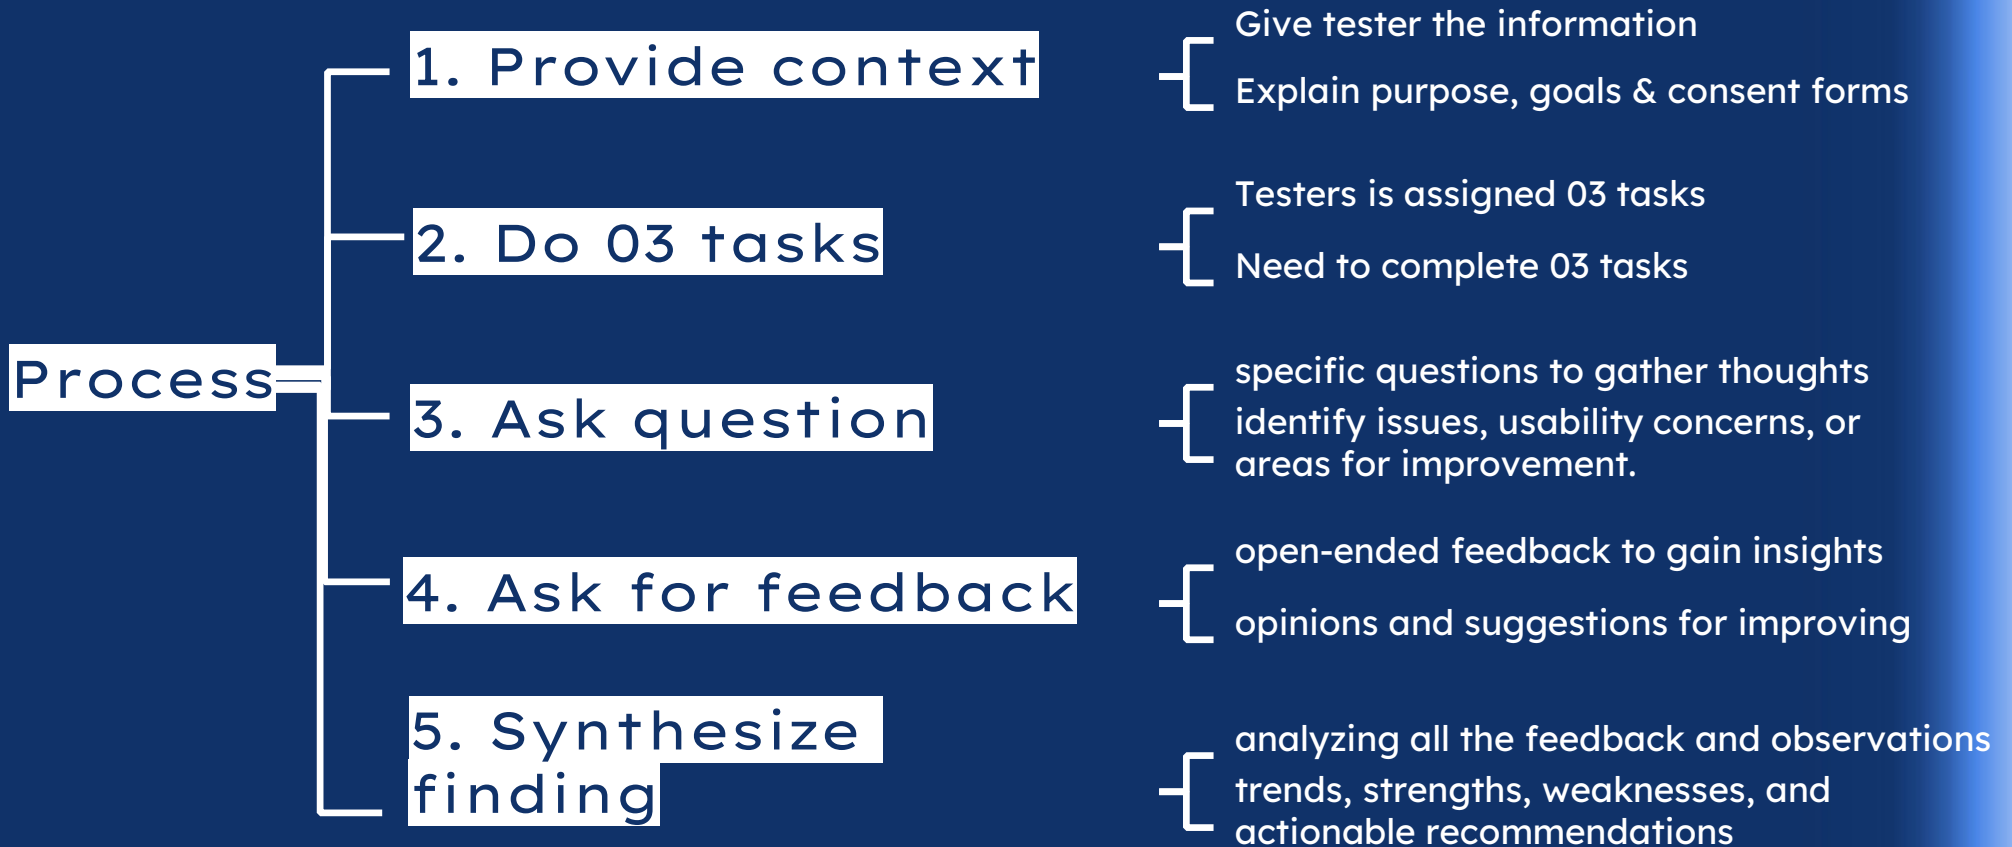 Process
1. Provide context
Give tester the information
Explain purpose, goals & consent forms
2. Do 03 tasks
Testers is assigned 03 tasks
Need to complete 03 tasks
3. Ask question
specific questions to gather thoughts
identify issues, usability concerns, or
areas for improvement.
4. Ask for feedback
open-ended feedback to gain insights
opinions and suggestions for improving
5. Synthesize
finding
analyzing all the feedback and observations
trends, strengths, weaknesses, and
actionable recommendations